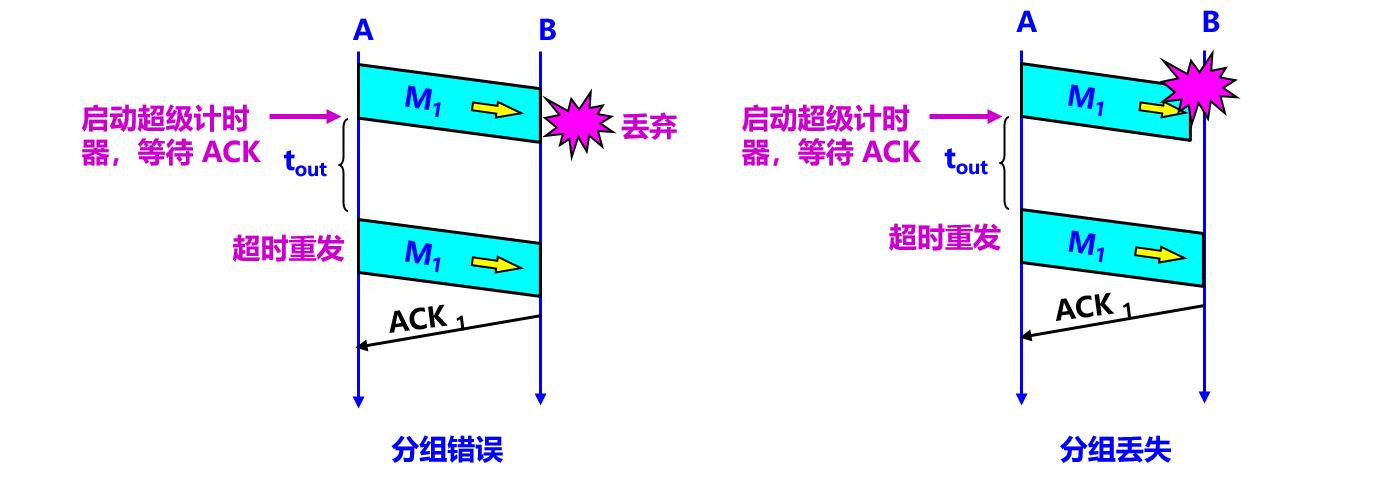 A
B
M1
启动超级计时
器，等待 ACK
丢弃
tout
超时重发
M1
ACK 1
分组错误
A
B
M1
启动超级计时
器，等待 ACK
tout
超时重发
M1
ACK 1
分组丢失